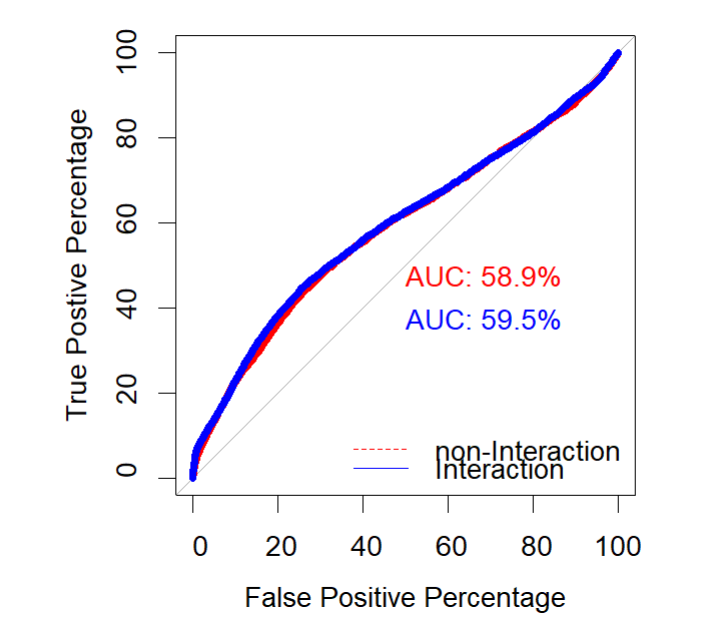 True Postive Percentage
100
80
60
40
20
0
AUC: 58.9%
AUC: 59.5%
non-Interaction
Interaction
0 20 40 60 80 100
False Positive Percentage